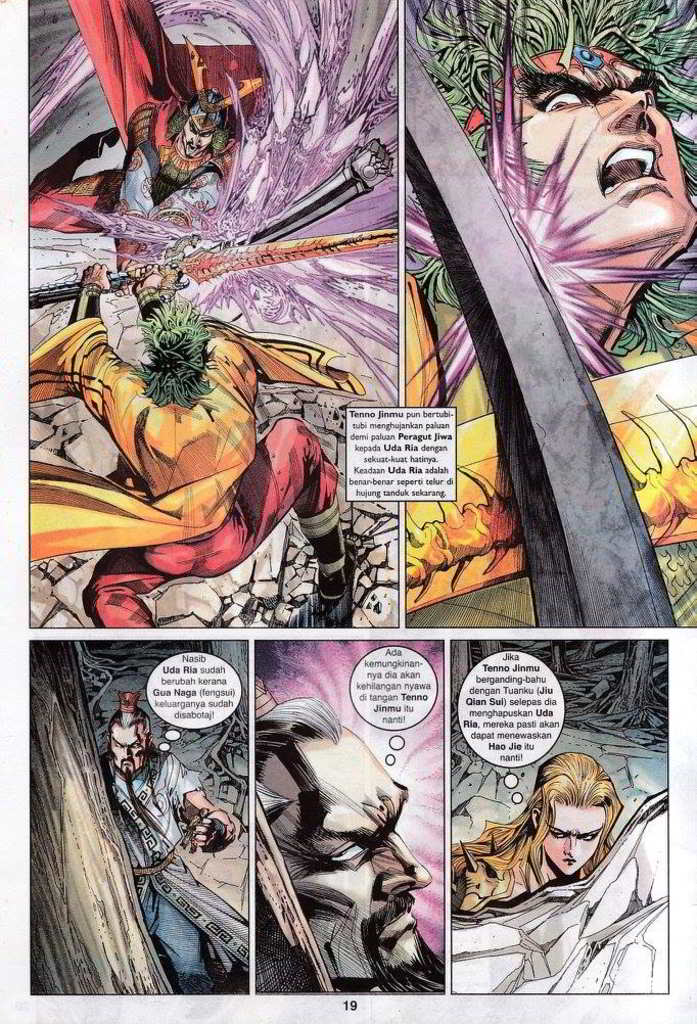 Tenno Jinmu pun bertubi-
tubi menghujankan paluan
demi paluan Peragut Jiwa
kepada Uda Ria dengan
sekuat-kuat hatinya.
Keadaan Uda Ria adalah
benar-benar seperti telur di
hujung tanduk sekarang.
Nasib
Uda Ria sudah
berubah kerana
Gua Naga (fengsui)
keluarganya sudah
disabotaj!
Ada
kemungkinan-
nya dia akan
kehilangan nyawa
di tangan Tenno
Jinmu itu
nanti!
Jika
Tenno Jinmu
berganding-bahu
dengan Tuanku (Jiu
Qian Sui) selepas dia
menghapuskan Uda
Ria, mereka pasti akan
dapat menewaskan
Hao Jie itu
nanti!
19